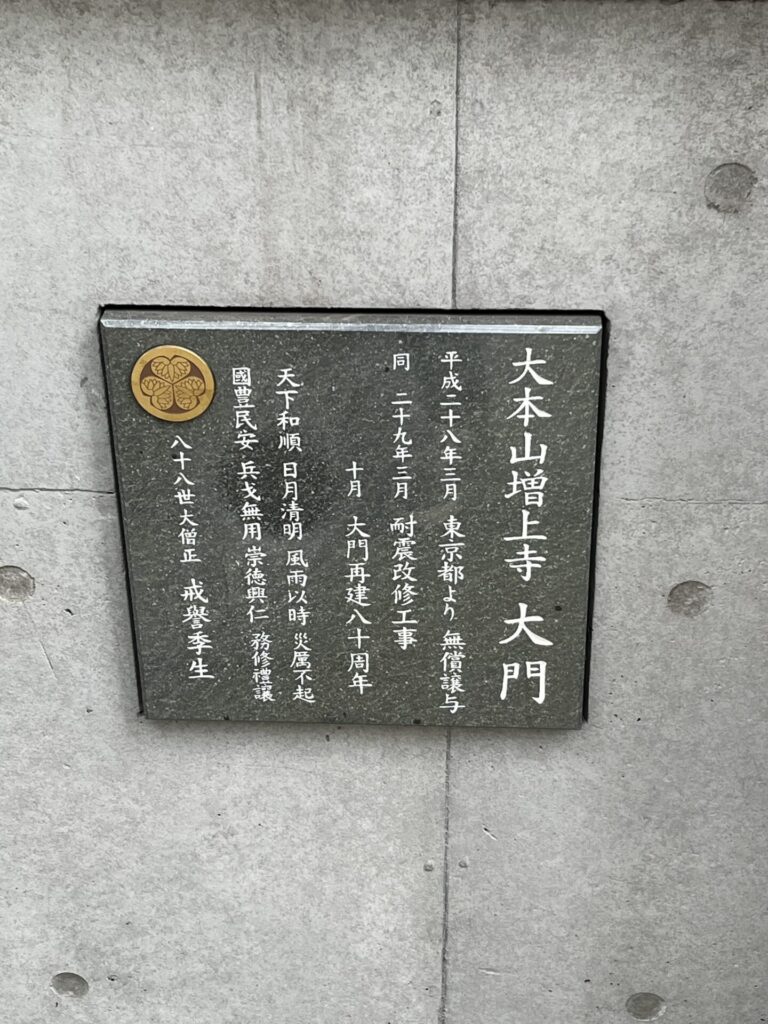 大本山増上寺 大門
平成二十八年三月 東京都より 無償譲与
同 二十九年三月 耐震改修工事
十月 大門再建八十周年
天下和順 日月清明 風雨以時 災厲不起
國豊民安 兵戈無用 崇徳興仁 務修禮讓
八十八世大僧正 戒譽季生